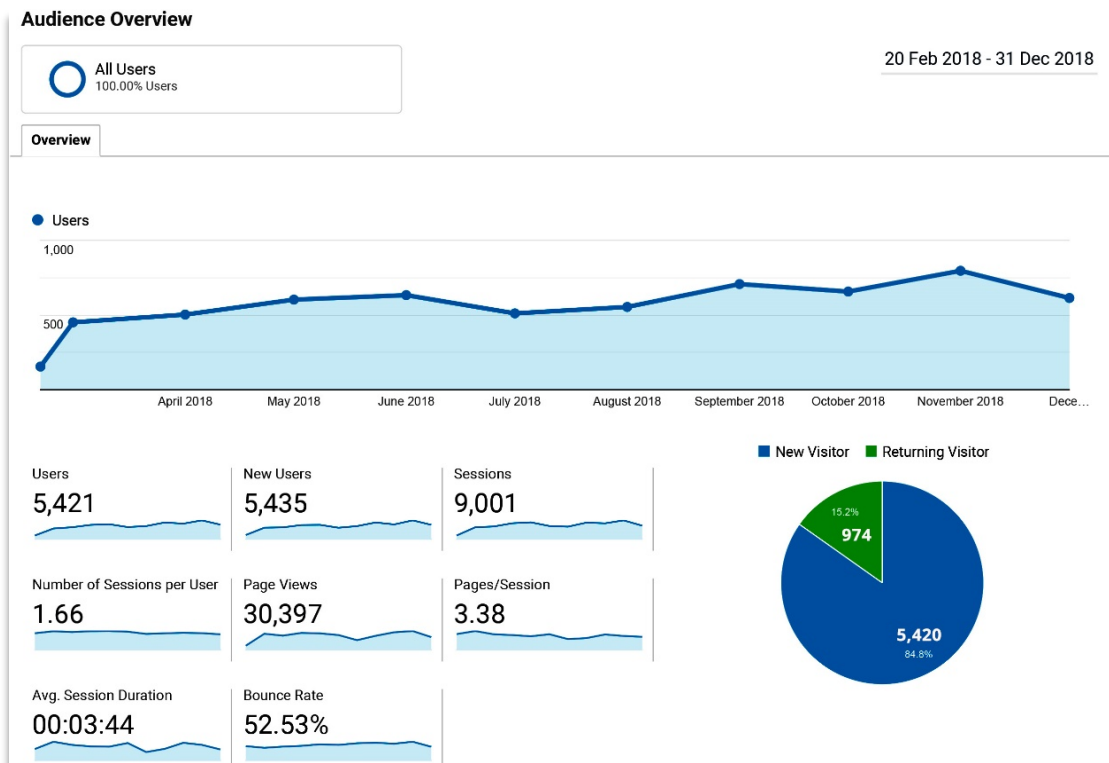 Audience Overview
All Users
100.00% Users
20 Feb 2018 - 31 Dec 2018
Overview
Users
1,000
500
April 2018 May 2018 June 2018 July 2018 August 2018 September 2018 October 2018 November 2018 Dece...
New Visitor Returning Visitor
Users New Users Sessions
5,421 5,435 9,001
Number of Sessions per User Page Views Pages/Session
1.66 30,397 3.38
Avg. Session Duration Bounce Rate
00:03:44 52.53%
15.2%
974
5,420
84.8%